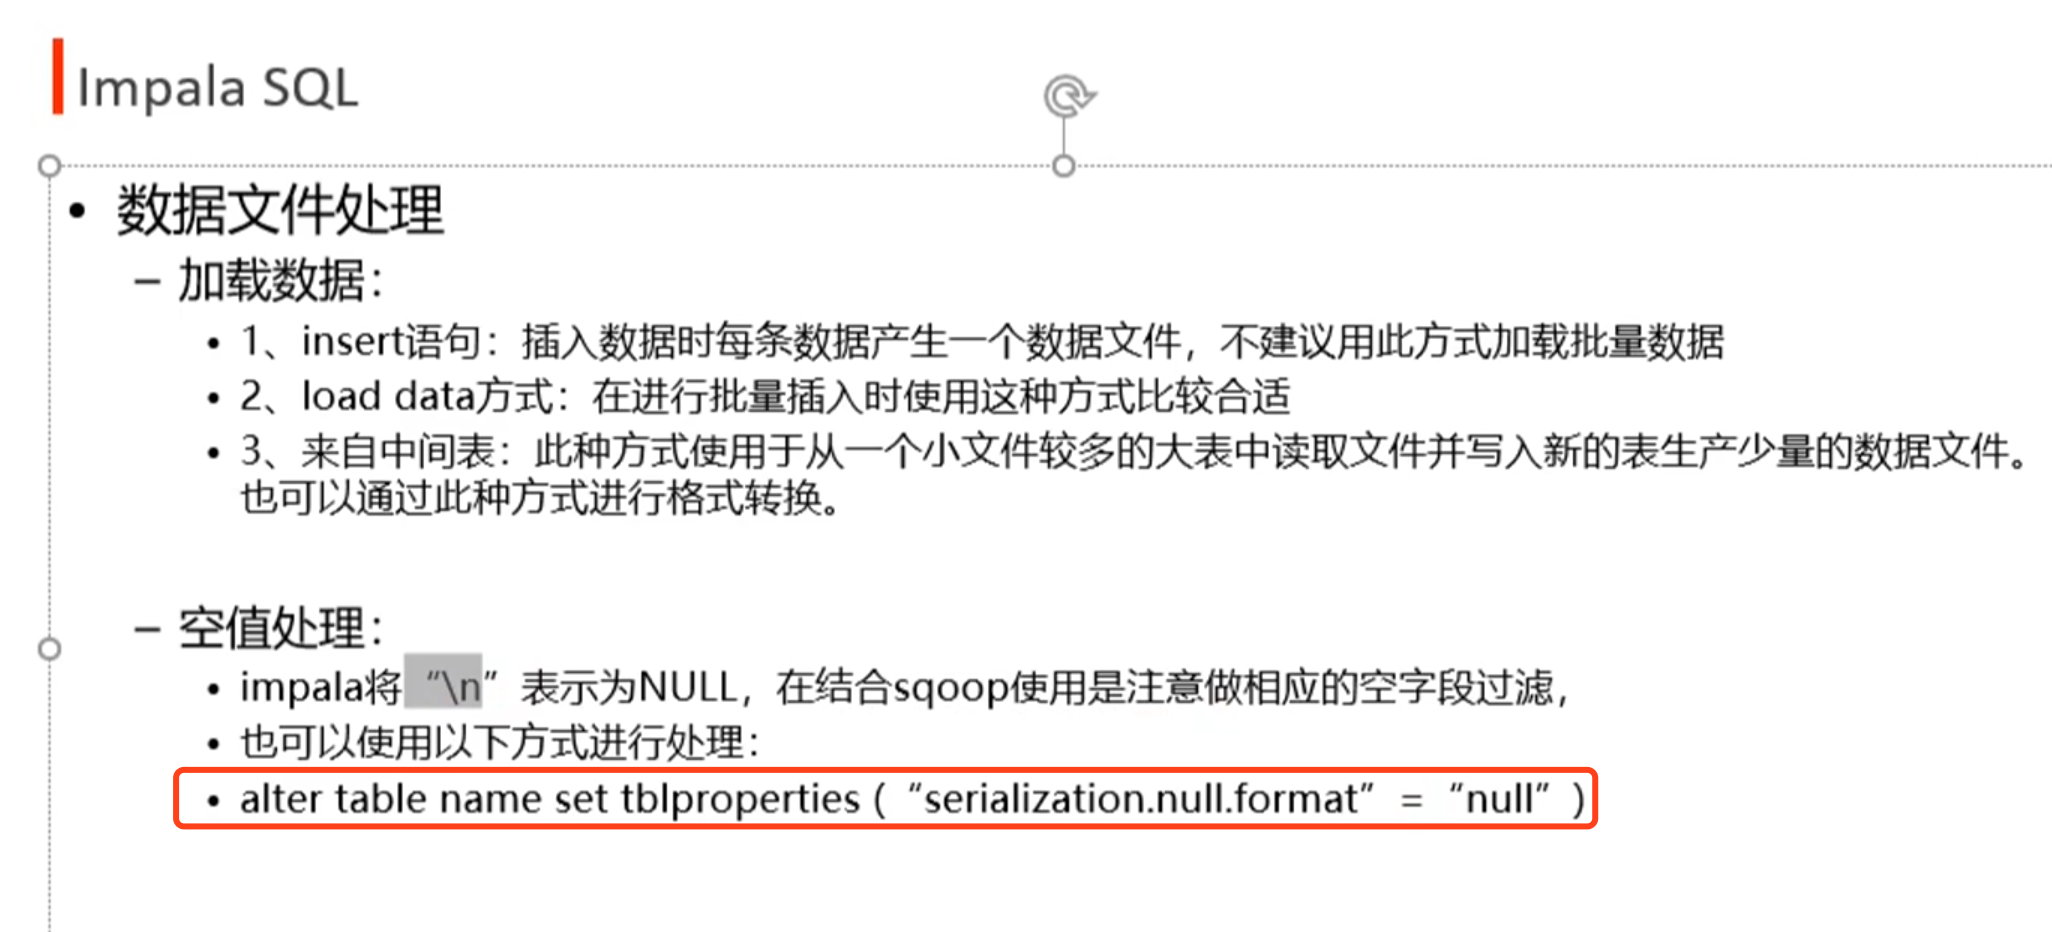 Impala SQL
• 数据文件处理
– 加载数据：
• 1、insert语句：插入数据时每条数据产生一个数据文件，不建议用此方式加载批量数据
• 2、load data方式：在进行批量插入时使用这种方式比较合适
• 3、来自中间表：此种方式使用于从一个小文件较多的大表中读取文件并写入新的表生产少量的数据文件。
也可以通过此种方式进行格式转换。
– 空值处理：
• impala将“\n”表示为NULL，在结合sqoop使用是注意做相应的空字段过滤，
• 也可以使用以下方式进行处理：
• alter table name set tblproperties (“serialization.null.format” = “null” )